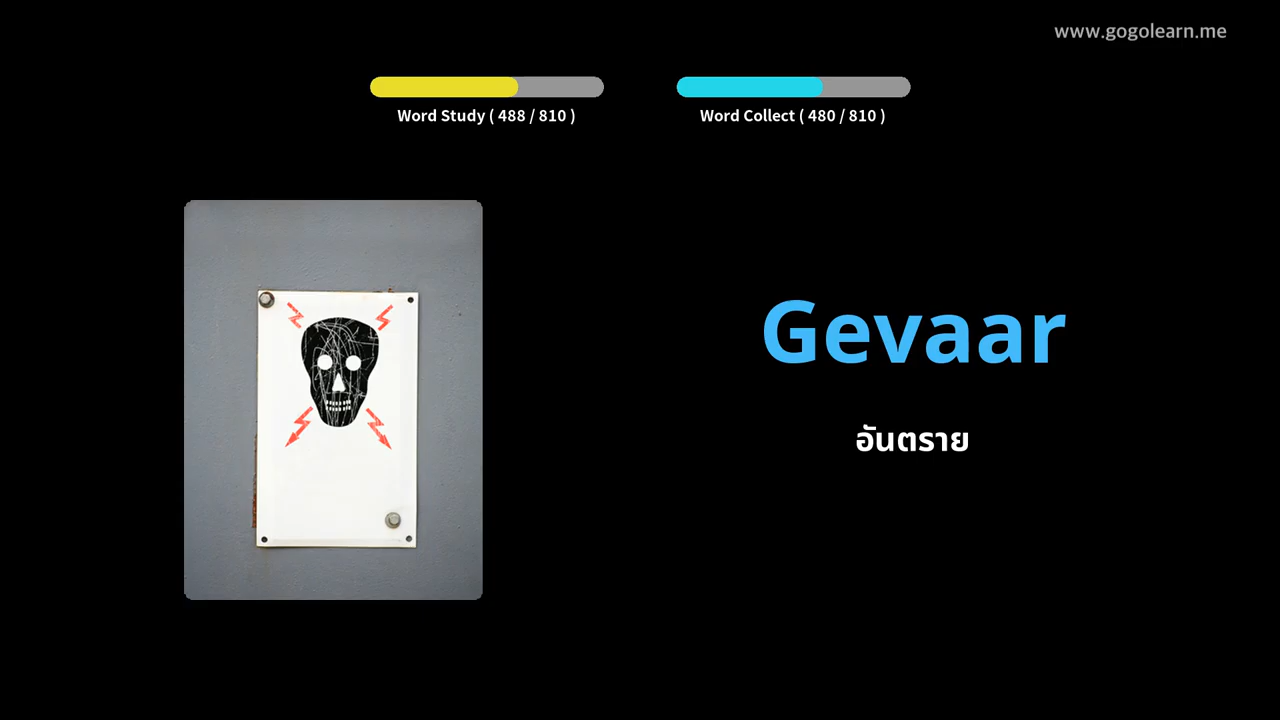 www.gogolearn.me
Word Study ( 488 / 810 )
Word Collect ( 480 / 810 )
Gevaar
อันตราย